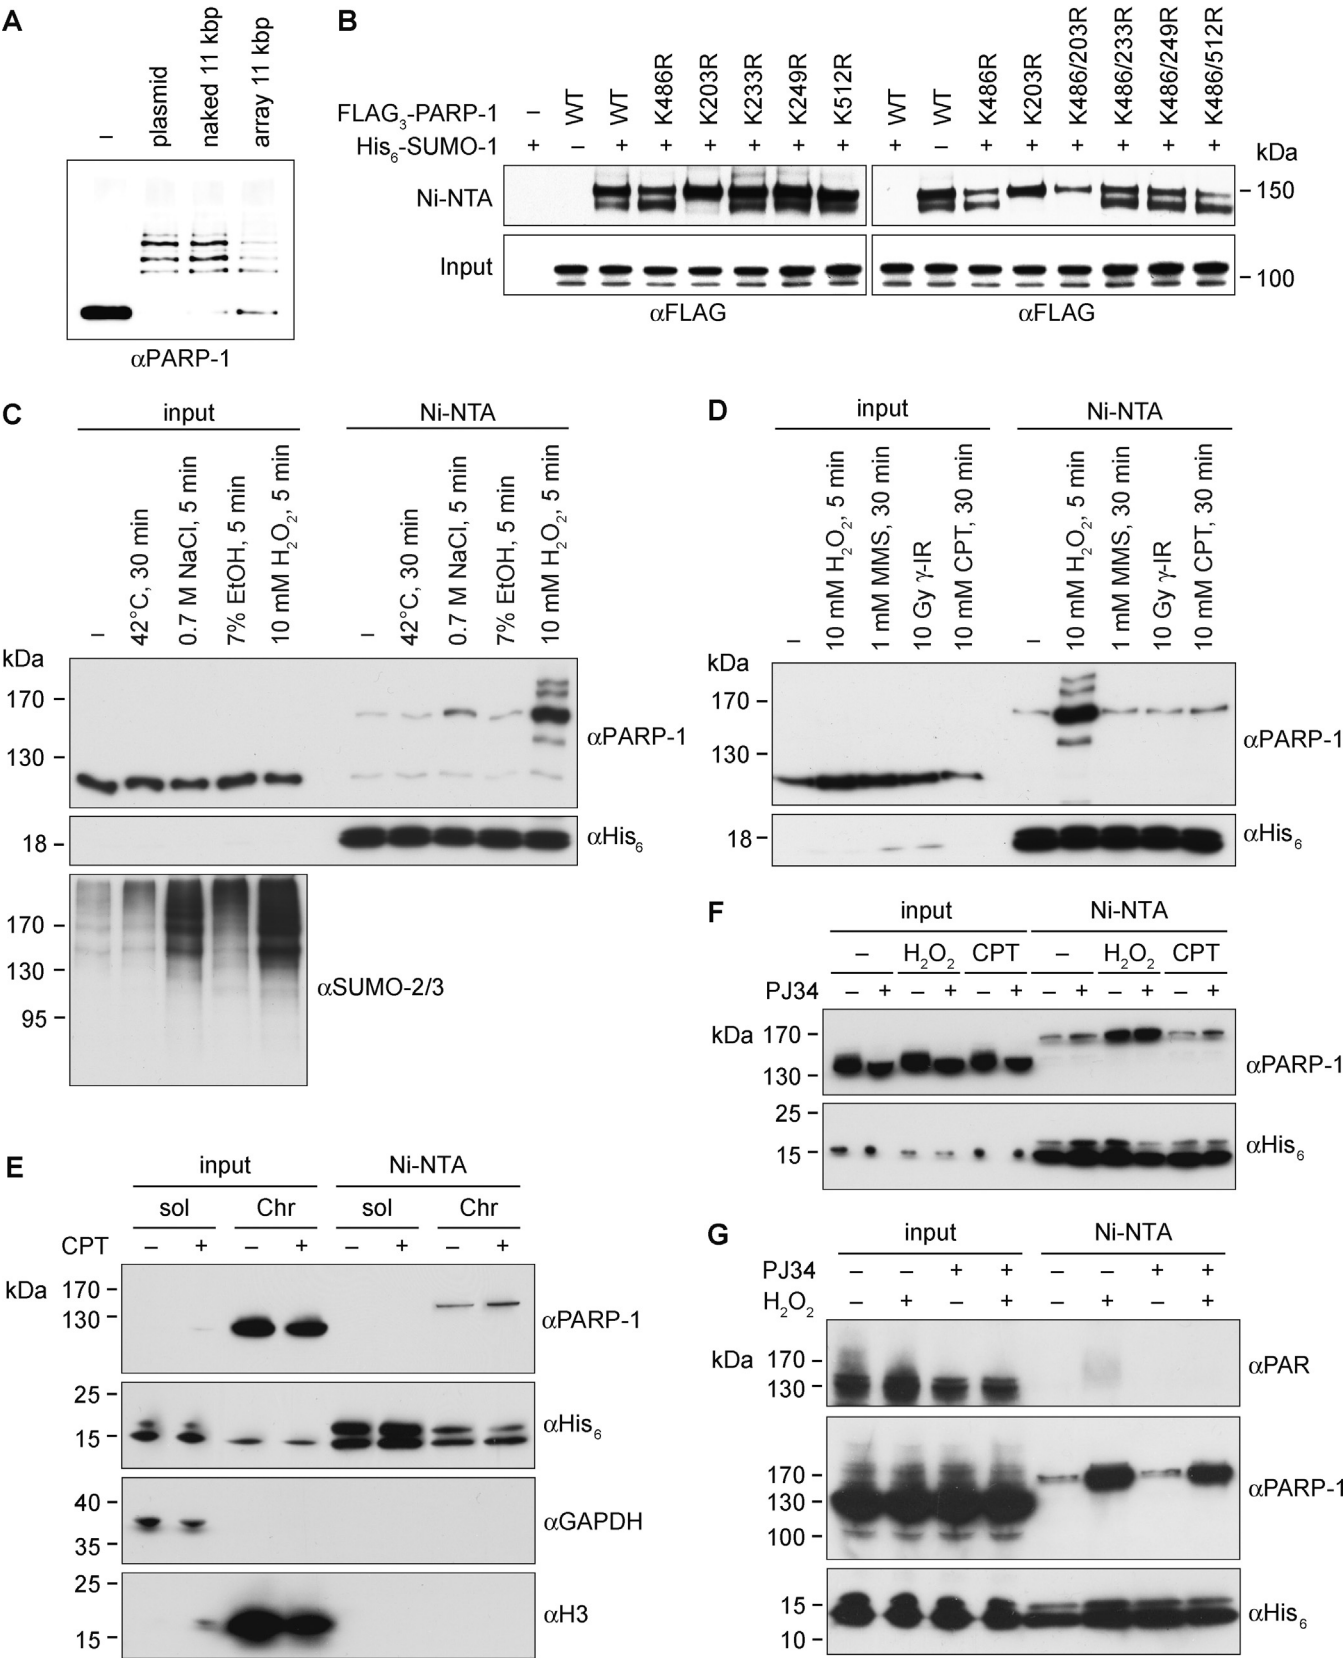 A
–
plasmid
naked 11 kbp
array 11 kbp
αPARP-1
B
FLAG₃-PARP-1 – WT WT K486R K203R K233R K249R K512R WT WT K486R K203R K486/203R K486/233R K486/249R K486/512R
His₆-SUMO-1 + – + + + + + + + – + + + + + +
kDa
Ni-NTA
150
Input
100
αFLAG αFLAG
C
input Ni-NTA
– 42°C, 30 min 0.7 M NaCl, 5 min 7% EtOH, 5 min 10 mM H₂O₂, 5 min – 42°C, 30 min 0.7 M NaCl, 5 min 7% EtOH, 5 min 10 mM H₂O₂, 5 min
kDa
170
130
αPARP-1
18
αHis₆
170
130
95
αSUMO-2/3
D
input Ni-NTA
– 10 mM H₂O₂, 5 min 1 mM MMS, 30 min 10 Gy γ-IR 10 mM CPT, 30 min – 10 mM H₂O₂, 5 min 1 mM MMS, 30 min 10 Gy γ-IR 10 mM CPT, 30 min
kDa
170
130
αPARP-1
18
αHis₆
E
input Ni-NTA
sol Chr sol Chr
CPT – + – + – + – +
kDa 170
130
αPARP-1
25
15
αHis₆
40
35
αGAPDH
25
15
αH3
F
input Ni-NTA
– H₂O₂ CPT – H₂O₂ CPT
PJ34 – + – + – + – + – + – +
kDa 170
130
αPARP-1
25
15
αHis₆
G
input Ni-NTA
PJ34 – – + + – – + +
H₂O₂ – + – + – + – +
kDa 170
130
αPAR
170
130
100
αPARP-1
15
10
αHis₆